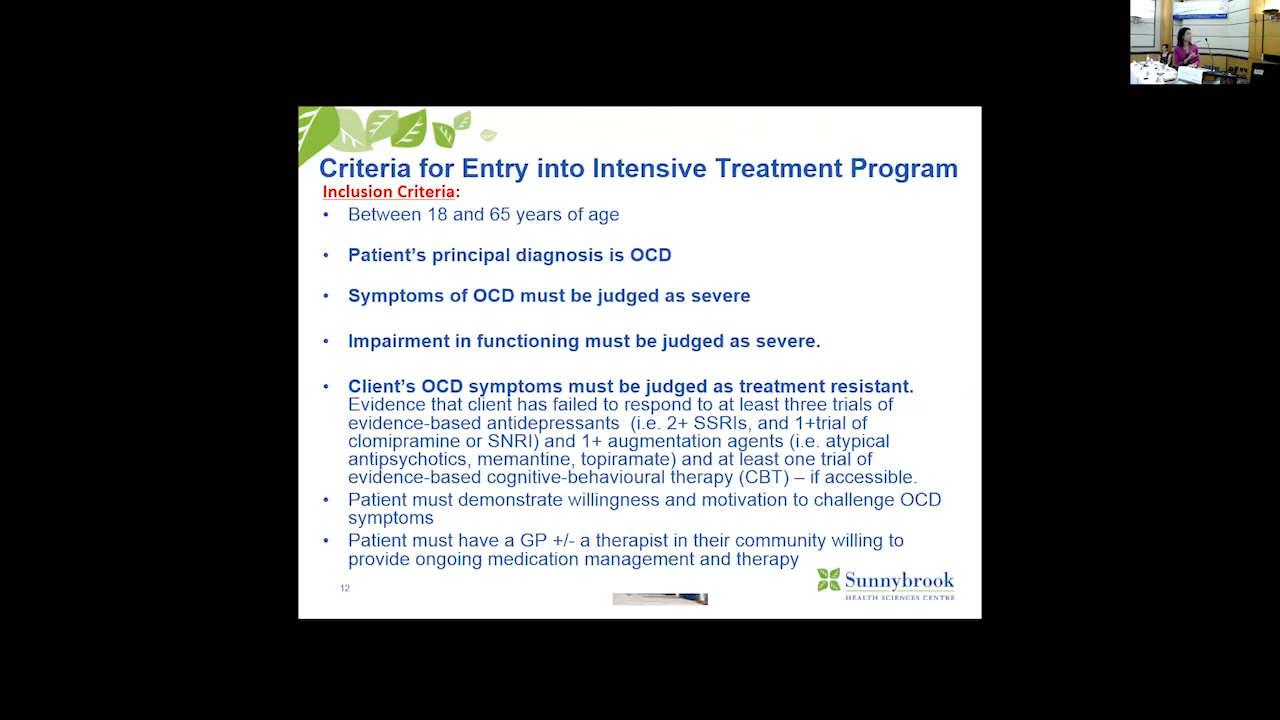 Criteria for Entry into Intensive Treatment Program
Inclusion Criteria:
• Between 18 and 65 years of age
• Patient's principal diagnosis is OCD
• Symptoms of OCD must be judged as severe
• Impairment in functioning must be judged as severe.
• Client's OCD symptoms must be judged as treatment resistant.
Evidence that client has failed to respond to at least three trials of
evidence-based antidepressants (i.e. 2+ SSRIs, and 1+trial of
clomipramine or SNRI) and 1+ augmentation agents (i.e. atypical
antipsychotics, memantine, topiramate) and at least one trial of
evidence-based cognitive-behavioural therapy (CBT) – if accessible.
• Patient must demonstrate willingness and motivation to challenge OCD
symptoms
• Patient must have a GP +/- a therapist in their community willing to
provide ongoing medication management and therapy
12
Sunnybrook
HEALTH SCIENCES CENTRE